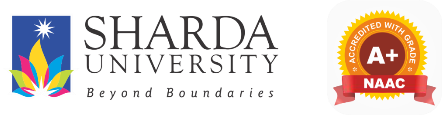 SHARDA
UNIVERSITY
Beyond Boundaries
ACCREDITED WITH GRADE
A+
NAAC